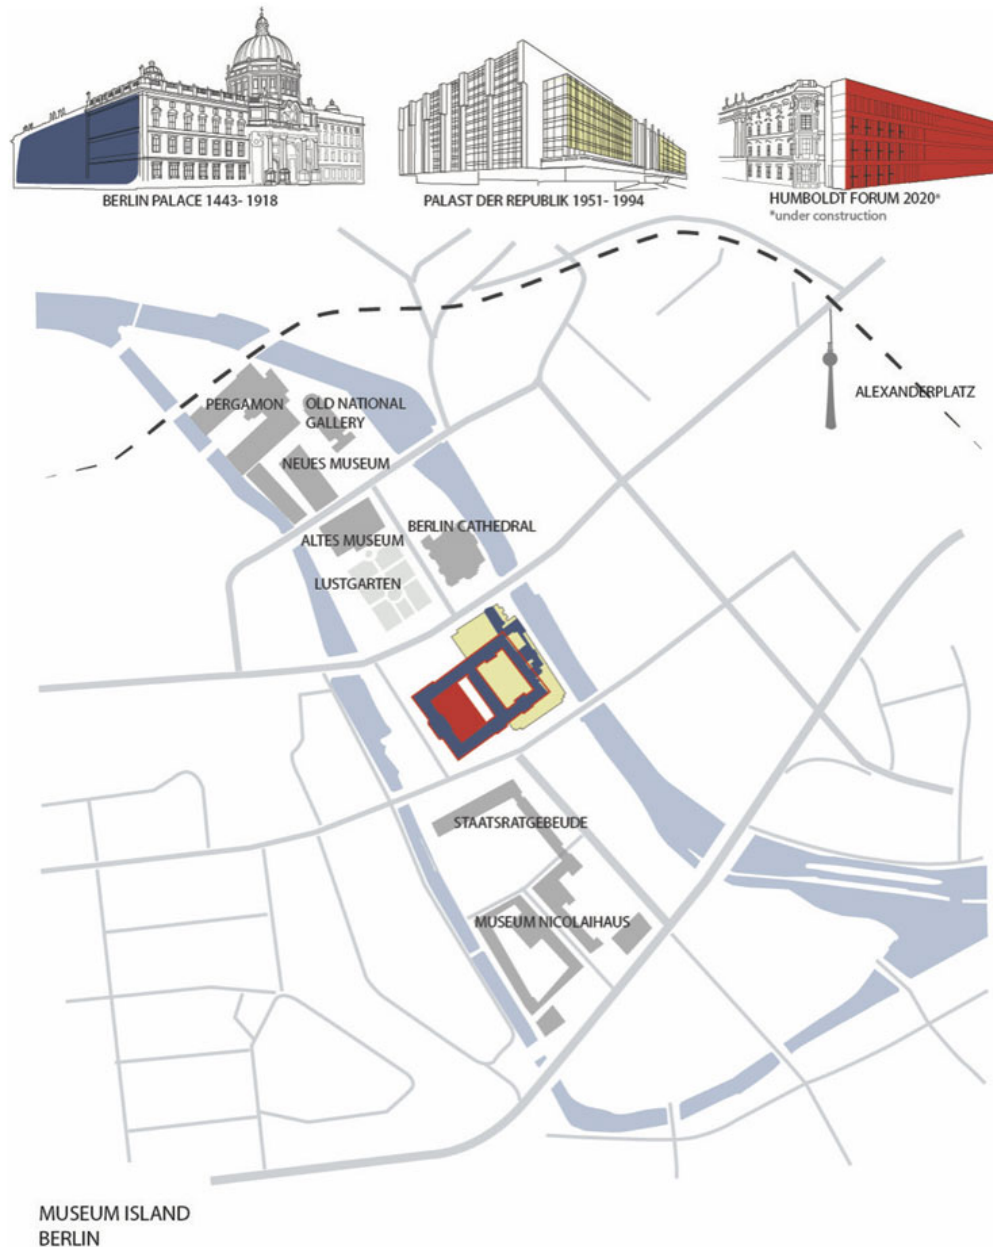 BERLIN PALACE 1443- 1918
PALAST DER REPUBLIK 1951- 1994
HUMBOLDT FORUM 2020*
*under construction
ALEXANDERPLATZ
PERGAMON
OLD NATIONAL
GALLERY
NEUES MUSEUM
BERLIN CATHEDRAL
ALTES MUSEUM
LUSTGARTEN
STAATSRATGEBEUDE
MUSEUM NICOLAIHAUS
MUSEUM ISLAND
BERLIN